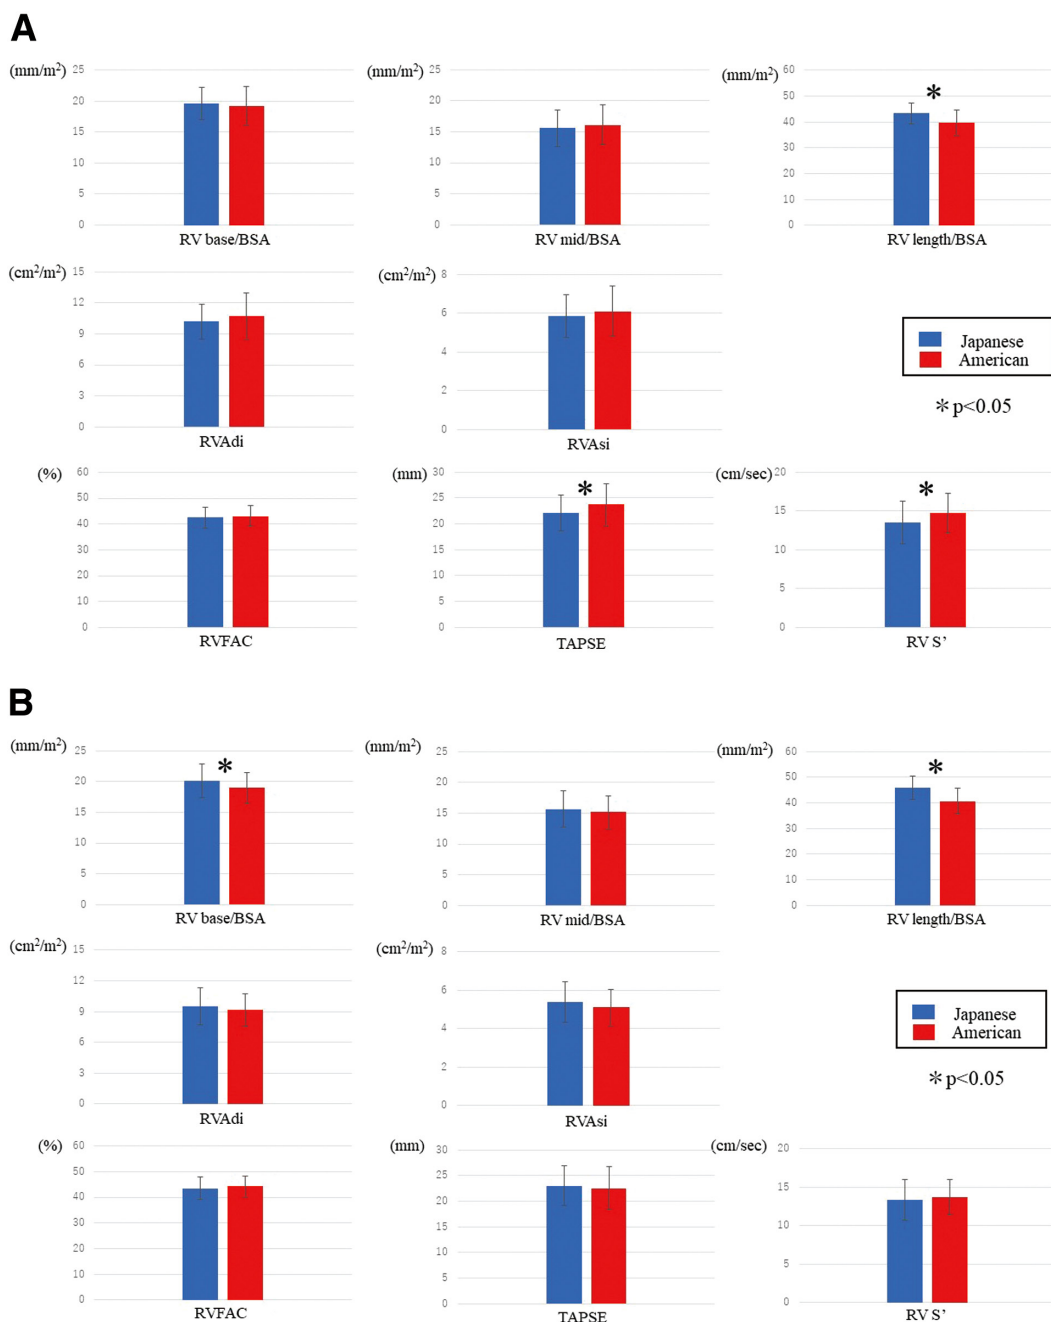 A
(mm/m²) 25 20 15 10 5 0 RV base/BSA
(mm/m²) 25 20 15 10 5 0 RV mid/BSA
(mm/m²) 60 50 40 30 20 10 0 * RV length/BSA
(cm²/m²) 15 12 9 6 3 0 RVAdi
(cm²/m²) 8 6 4 2 0 RVAsi
Japanese
American
* p<0.05
(%) 60 50 40 30 20 10 0 RVFAC
(mm) 30 25 20 15 10 5 0 * TAPSE
(cm/sec) 20 15 10 5 0 * RV S’
B
(mm/m²) 25 20 15 10 5 0 * RV base/BSA
(mm/m²) 25 20 15 10 5 0 RV mid/BSA
(mm/m²) 60 50 40 30 20 10 0 * RV length/BSA
(cm²/m²) 15 12 9 6 3 0 RVAdi
(cm²/m²) 8 6 4 2 0 RVAsi
Japanese
American
* p<0.05
(%) 60 50 40 30 20 10 0 RVFAC
(mm) 30 25 20 15 10 5 0 TAPSE
(cm/sec) 20 15 10 5 0 RV S’